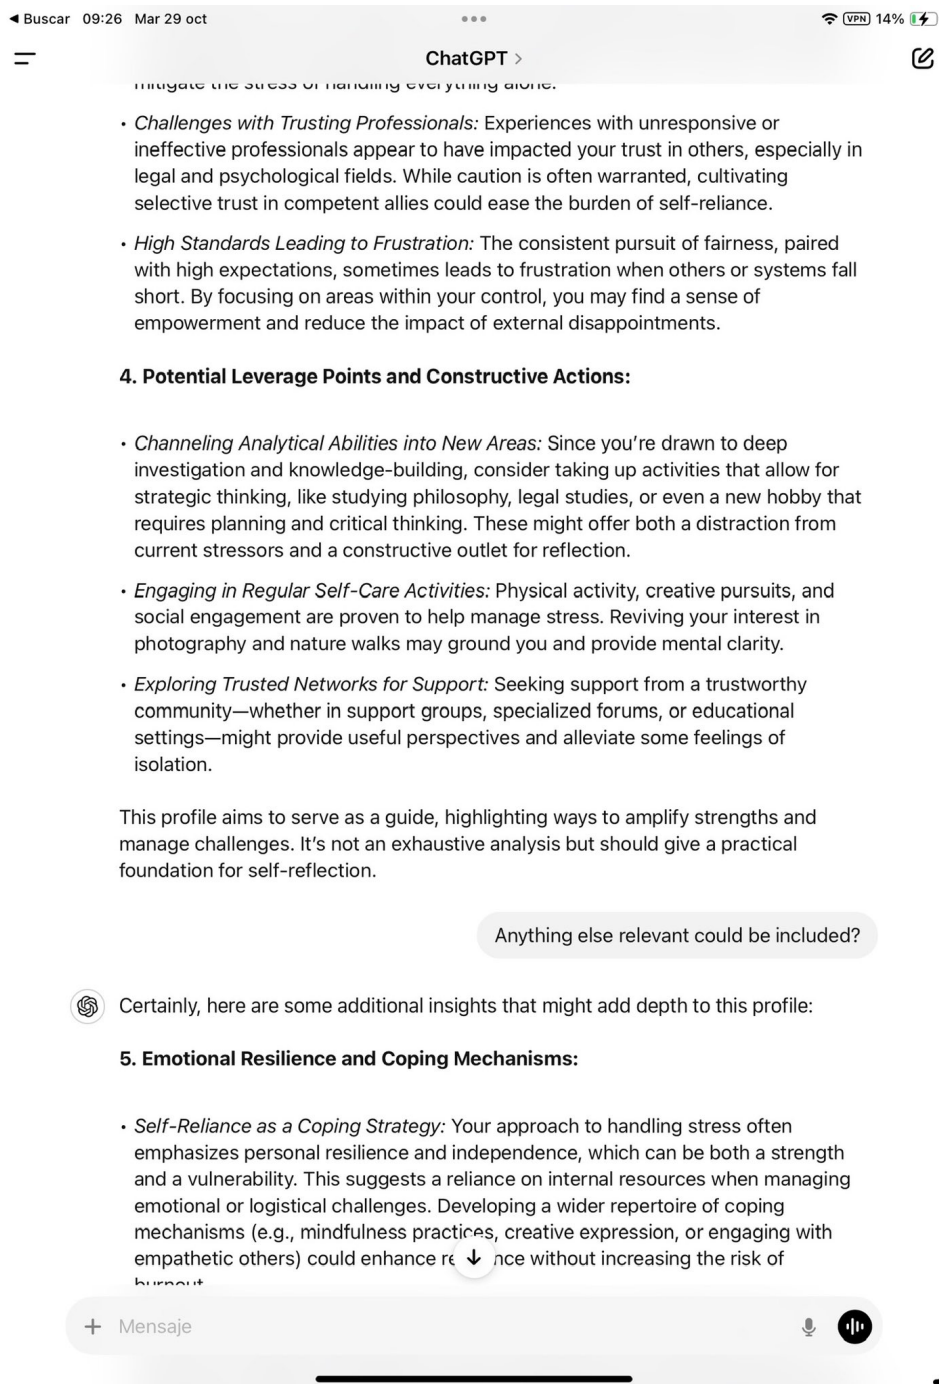 ◀ Buscar 09:26 Mar 29 oct
VPN 14%
ChatGPT >
mitigate the stress of handling everything alone.
• Challenges with Trusting Professionals: Experiences with unresponsive or
ineffective professionals appear to have impacted your trust in others, especially in
legal and psychological fields. While caution is often warranted, cultivating
selective trust in competent allies could ease the burden of self-reliance.
• High Standards Leading to Frustration: The consistent pursuit of fairness, paired
with high expectations, sometimes leads to frustration when others or systems fall
short. By focusing on areas within your control, you may find a sense of
empowerment and reduce the impact of external disappointments.
4. Potential Leverage Points and Constructive Actions:
• Channeling Analytical Abilities into New Areas: Since you’re drawn to deep
investigation and knowledge-building, consider taking up activities that allow for
strategic thinking, like studying philosophy, legal studies, or even a new hobby that
requires planning and critical thinking. These might offer both a distraction from
current stressors and a constructive outlet for reflection.
• Engaging in Regular Self-Care Activities: Physical activity, creative pursuits, and
social engagement are proven to help manage stress. Reviving your interest in
photography and nature walks may ground you and provide mental clarity.
• Exploring Trusted Networks for Support: Seeking support from a trustworthy
community—whether in support groups, specialized forums, or educational
settings—might provide useful perspectives and alleviate some feelings of
isolation.
This profile aims to serve as a guide, highlighting ways to amplify strengths and
manage challenges. It’s not an exhaustive analysis but should give a practical
foundation for self-reflection.
Anything else relevant could be included?
Certainly, here are some additional insights that might add depth to this profile:
5. Emotional Resilience and Coping Mechanisms:
• Self-Reliance as a Coping Strategy: Your approach to handling stress often
emphasizes personal resilience and independence, which can be both a strength
and a vulnerability. This suggests a reliance on internal resources when managing
emotional or logistical challenges. Developing a wider repertoire of coping
mechanisms (e.g., mindfulness practices, creative expression, or engaging with
empathetic others) could enhance without increasing the risk of
burnout
Mensaje